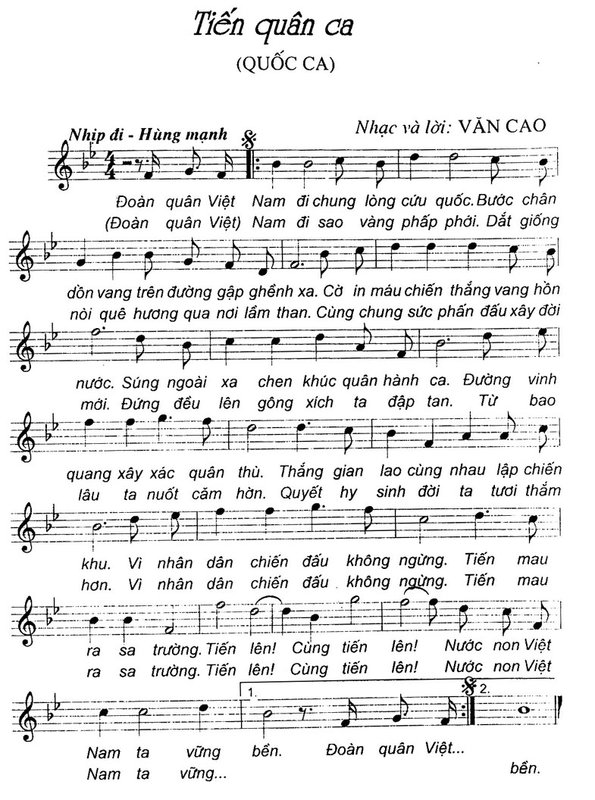 Tiến quân ca
(QUỐC CA)
Nhịp đi - Hùng mạnh
Nhạc và lời: VĂN CAO
Đoàn quân Việt Nam đi chung lòng cứu quốc. Bước chân
(Đoàn quân Việt) Nam đi sao vàng phấp phới. Dắt giống
dồn vang trên đường gập ghềnh xa. Cờ in máu chiến thắng vang hồn
nòi quê hương qua nơi lầm than. Cùng chung sức phấn đấu xây đời
nước. Súng ngoài xa chen khúc quân hành ca. Đường vinh
mới. Đứng đều lên gông xích ta đập tan. Từ bao
quang xây xác quân thù. Thắng gian lao cùng nhau lập chiến
lâu ta nuốt căm hờn. Quyết hy sinh đời ta tươi thắm
khu. Vì nhân dân chiến đấu không ngừng. Tiến mau
hơn. Vì nhân dân chiến đấu không ngừng. Tiến mau
ra sa trường. Tiến lên! Cùng tiến lên! Nước non Việt
ra sa trường. Tiến lên! Cùng tiến lên! Nước non Việt
1. 2.
Nam ta vững bền. Đoàn quân Việt...
Nam ta vững... bền.